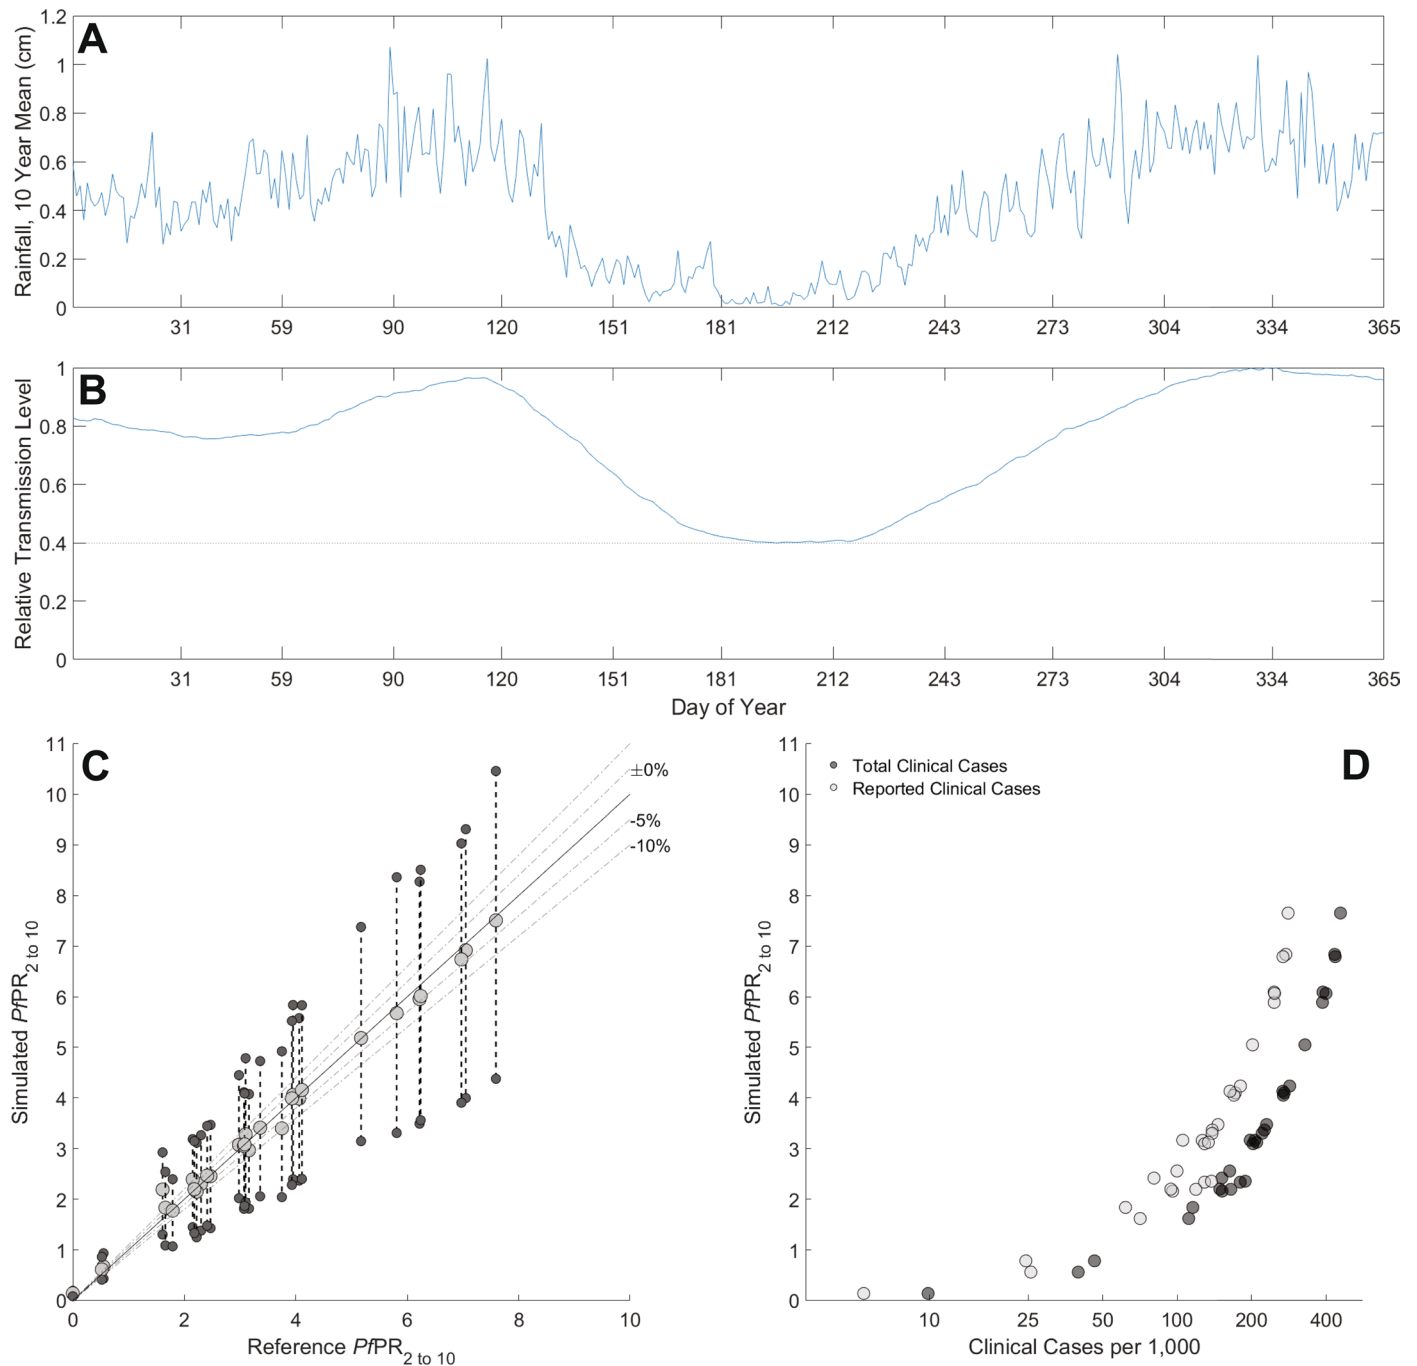 A
Rainfall, 10 Year Mean (cm)
1.2
1
0.8
0.6
0.4
0.2
0
31 59 90 120 151 181 212 243 273 304 334 365
B
Relative Transmission Level
1
0.8
0.6
0.4
0.2
0
31 59 90 120 151 181 212 243 273 304 334 365
Day of Year
C
Simulated PfPR2 to 10
11
10
9
8
7
6
5
4
3
2
1
0
±0%
-5%
-10%
0 2 4 6 8 10
Reference PfPR2 to 10
D
Total Clinical Cases
Reported Clinical Cases
Simulated PfPR2 to 10
11
10
9
8
7
6
5
4
3
2
1
0
10 25 50 100 200 400
Clinical Cases per 1,000